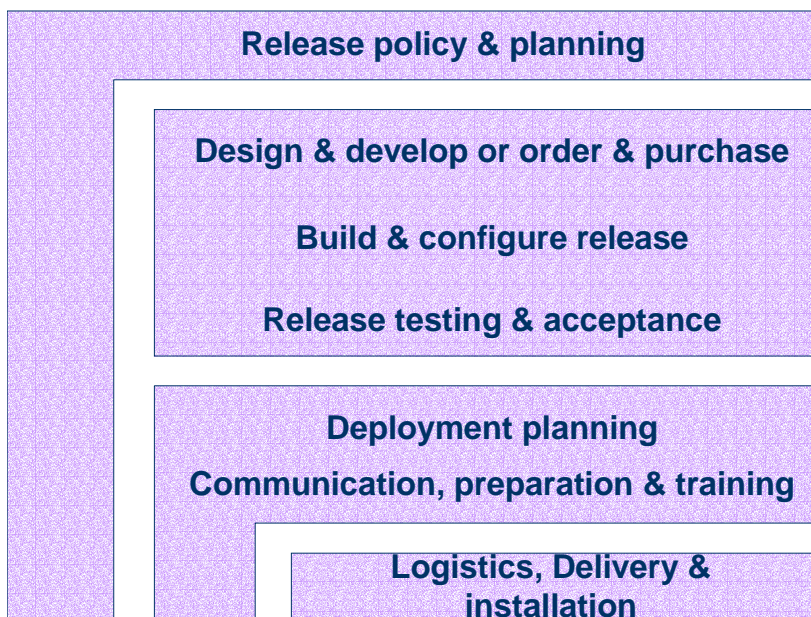 Release policy & planning
Design & develop or order & purchase
Build & configure release
Release testing & acceptance
Deployment planning
Communication, preparation & training
Logistics, Delivery &
installation